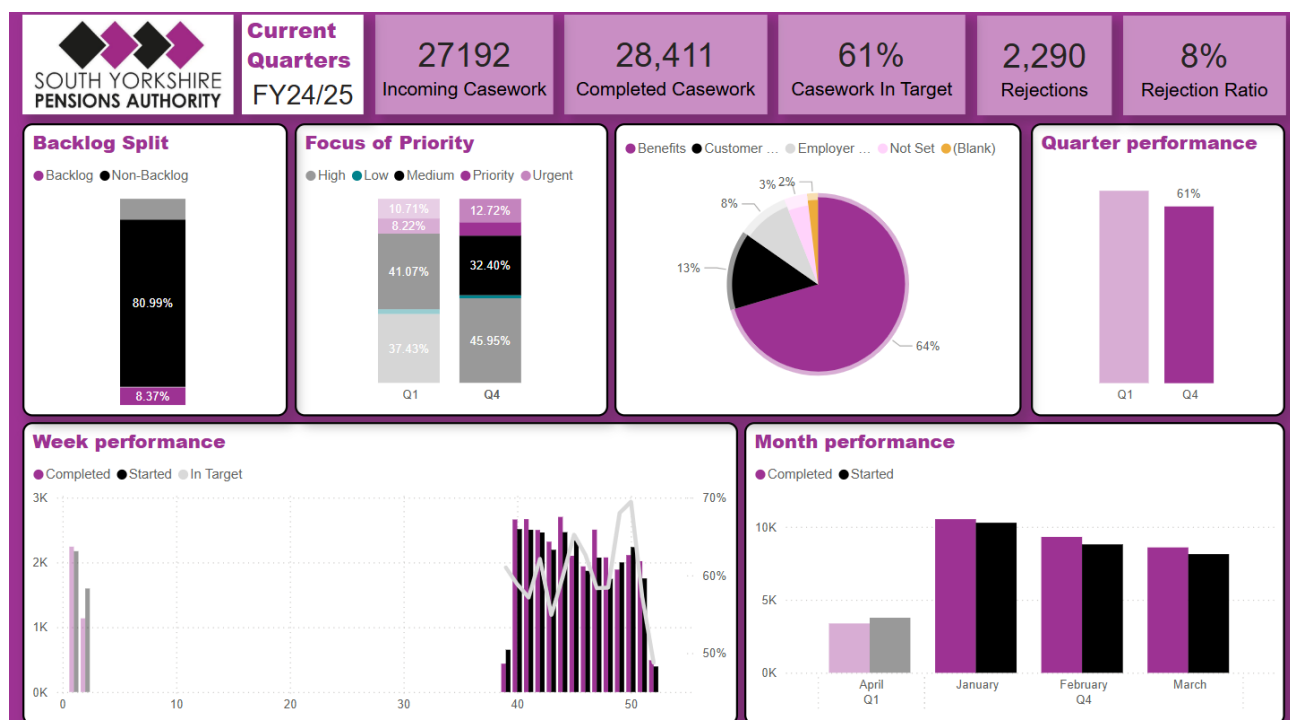 SOUTH YORKSHIRE
PENSIONS AUTHORITY
Current
Quarters
FY24/25
27192
Incoming Casework
28,411
Completed Casework
61%
Casework In Target
2,290
Rejections
8%
Rejection Ratio
Backlog Split
Backlog Non-Backlog
80.99%
8.37%
Focus of Priority
High Low Medium Priority Urgent
10.71% 12.72%
8.22%
41.07% 32.40%
37.43% 45.95%
Q1 Q4
Benefits Customer ... Employer ... Not Set (Blank)
3% 2%
8%
13%
64%
Quarter performance
61%
Q1 Q4
Week performance
Completed Started In Target
3K 70%
2K
60%
1K
50%
0K
0 10 20 30 40 50
Month performance
Completed Started
10K
5K
0K
April January February March
Q1 Q4